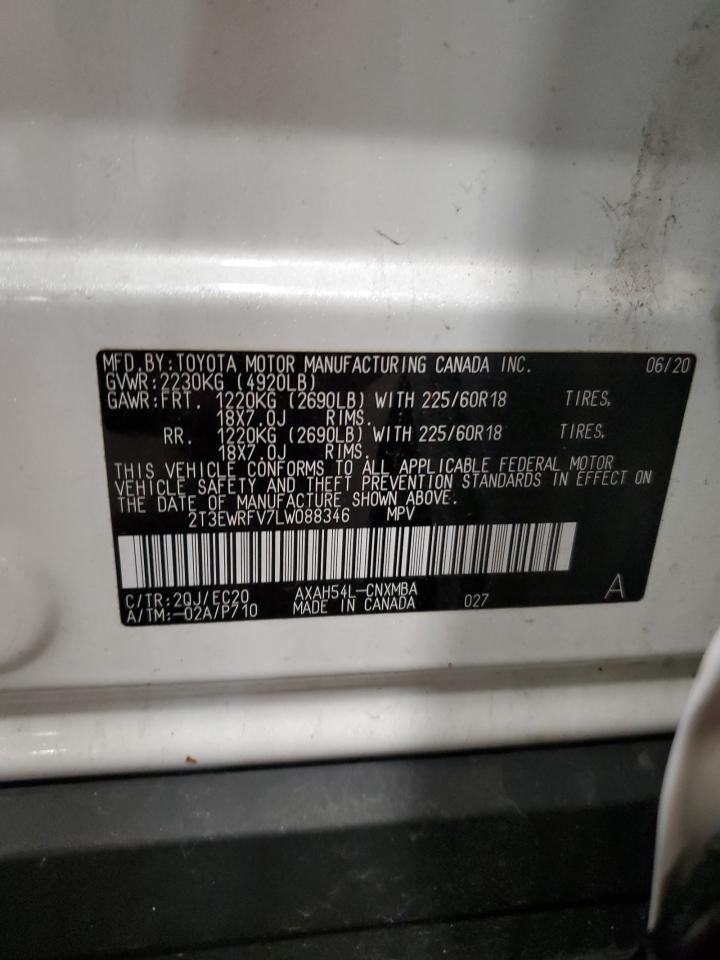 MFD.BY:TOYOTA MOTOR MANUFACTURING CANADA INC. 06/20
GVWR:2230KG (4920LB)
GAWR:FRT. 1220KG (2690LB) WITH 225/60R18 TIRES,
18X7.0J RIMS.
RR. 1220KG (2690LB) WITH 225/60R18 TIRES,
18X7.0J RIMS.
THIS VEHICLE CONFORMS TO ALL APPLICABLE FEDERAL MOTOR
VEHICLE SAFETY AND THEFT PREVENTION STANDARDS IN EFFECT ON
THE DATE OF MANUFACTURE SHOWN ABOVE.
2T3EWRFV7LW088346 MPV
C/TR:2QJ/EC20 AXAH54L-CNXMBA A
A/TM:-02A/P710 MADE IN CANADA 027